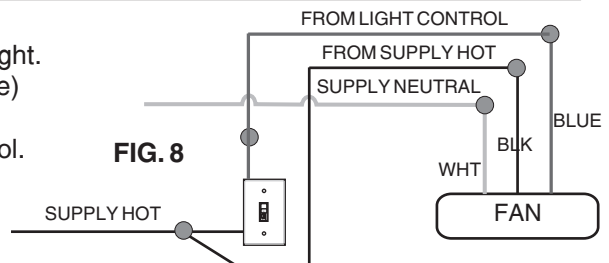 FROM LIGHT CONTROL
ght.
FROM SUPPLY HOT
e)
SUPPLY NEUTRAL
BLUE
ol.
FIG. 8
BLK
WHT
SUPPLY HOT
FAN